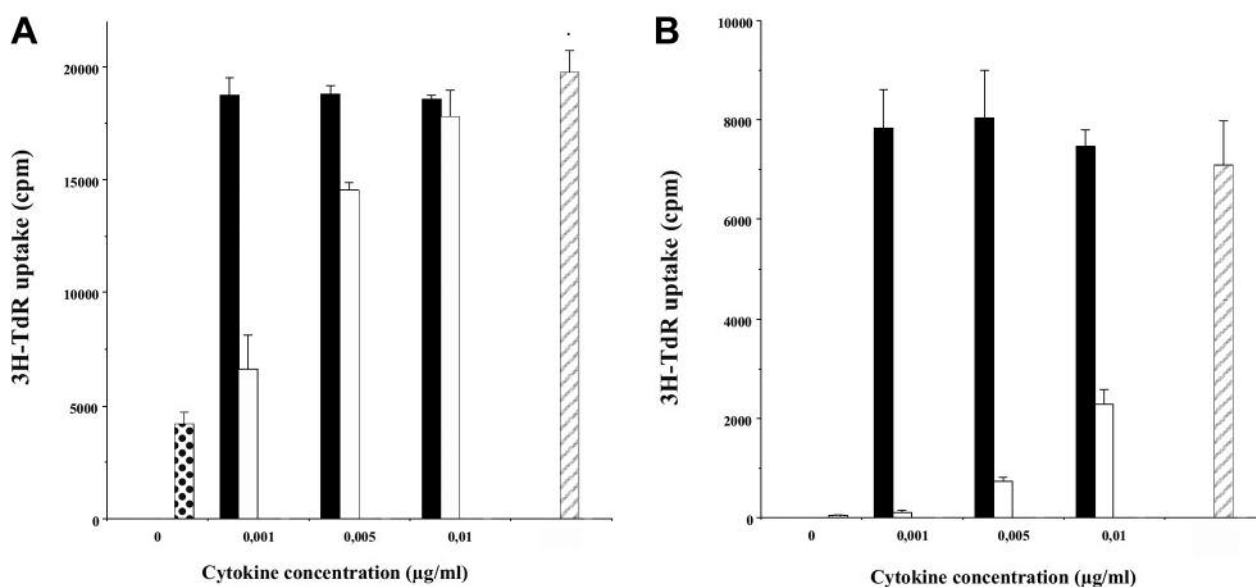 A
3H-TdR uptake (cpm)
20000
15000
10000
5000
0
0 0,001 0,005 0,01
Cytokine concentration (µg/ml)
B
3H-TdR uptake (cpm)
10000
8000
6000
4000
2000
0
0 0,001 0,005 0,01
Cytokine concentration (µg/ml)